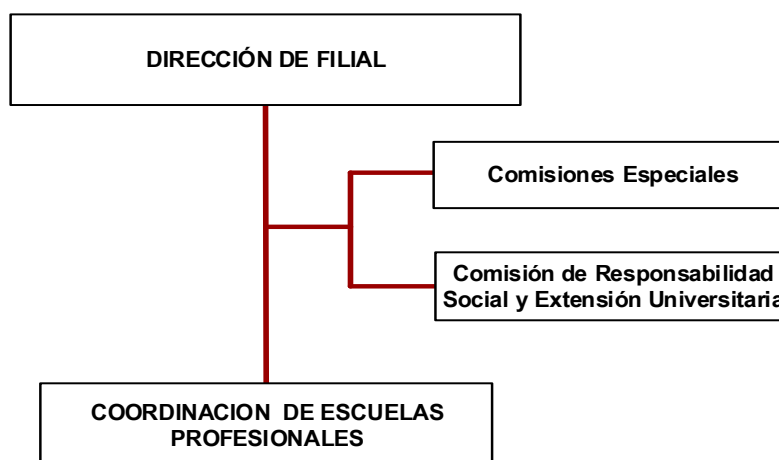 DIRECCIÓN DE FILIAL
Comisiones Especiales
Comisión de Responsabilidad
Social y Extensión Universitaria
COORDINACION DE ESCUELAS
PROFESIONALES